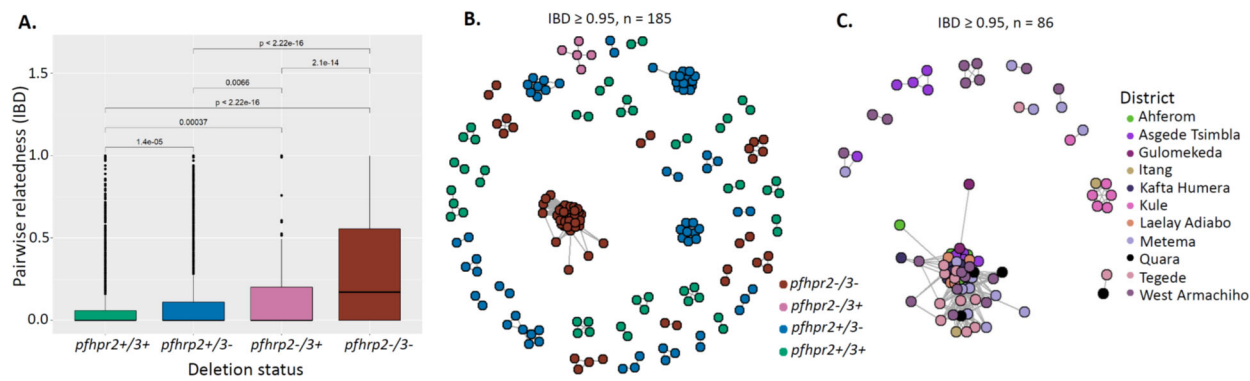 A.
Pairwise relatedness (IBD)
1.5
1.0
0.5
0.0
p < 2.22e-16
2.1e-14
0.0066
p < 2.22e-16
0.00037
1.4e-05
pfhpr2+/3+ pfhrp2+/3- pfhrp2-/3+ pfhrp2-/3-
Deletion status
B.
IBD ≥ 0.95, n = 185
pfhpr2-/3-
pfhpr2-/3+
pfhpr2+/3-
pfhpr2+/3+
C.
IBD ≥ 0.95, n = 86
District
Ahferom
Asgede Tsimbla
Gulomekeda
Itang
Kafta Humera
Kule
Laelay Adiabo
Metema
Quara
Tegede
West Armachiho